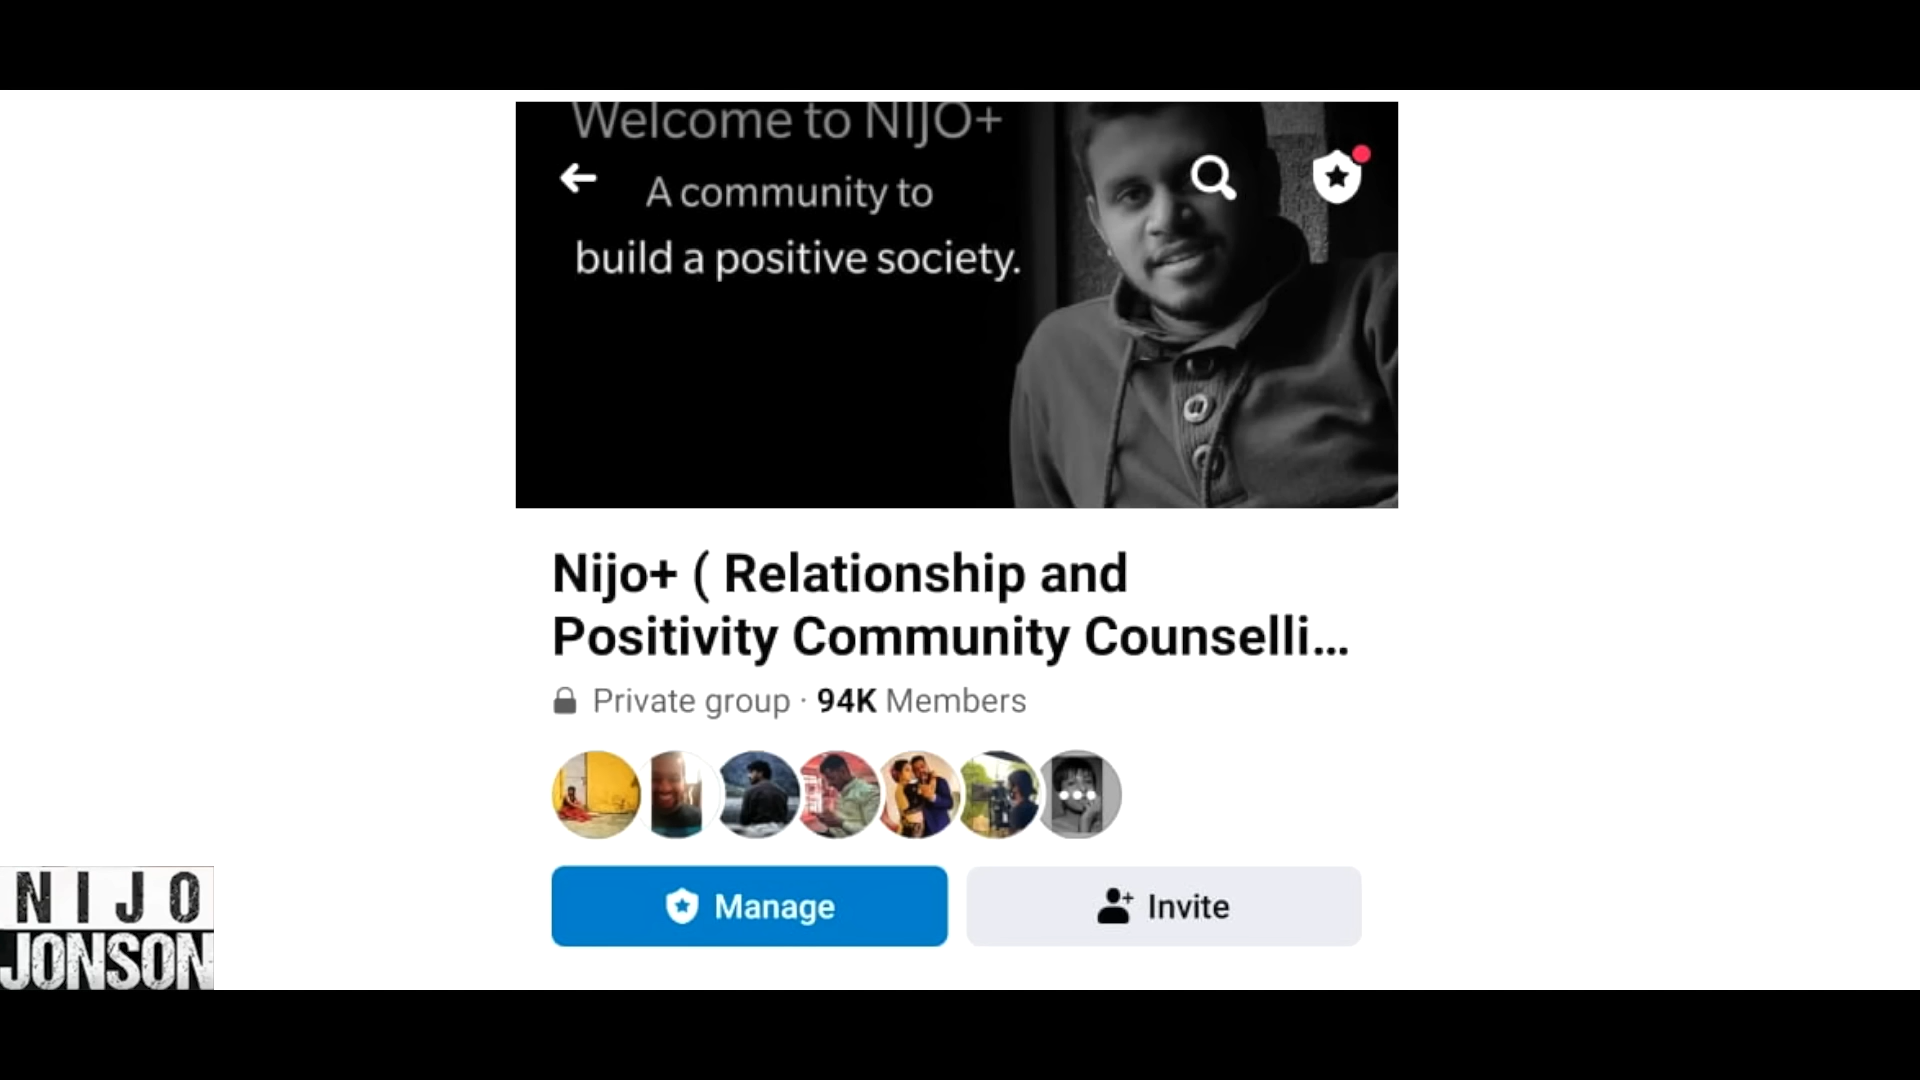 Welcome to NIJO+
A community to
build a positive society.
Nijo+ ( Relationship and
Positivity Community Counselli...
Private group · 94K Members
Manage
Invite
NIJO
JONSON